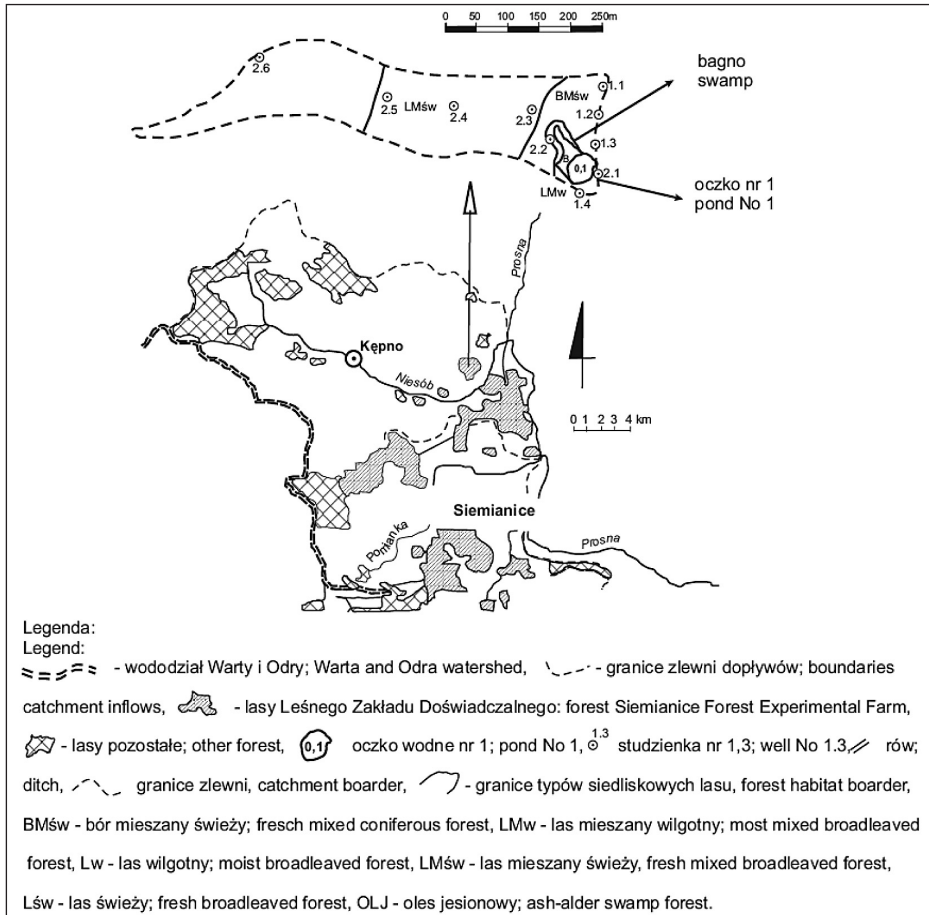 0 50 100 150 200 250m
bagno
swamp
2.6
1.1
BMśw
2.5
LMśw
2.4
2.3
1.2
2.2
1.3
B
0,1
2.1
oczko nr 1
pond No 1
LMw
1.4
Prosna
Kępno
Niesób
0 1 2 3 4 km
Siemianice
Pomianka
Prosna
Legenda:
Legend:
- wododział Warty i Odry; Warta and Odra watershed, - granice zlewni dopływów; boundaries
catchment inflows, - lasy Leśnego Zakładu Doświadczalnego: forest Siemianice Forest Experimental Farm,
- lasy pozostałe; other forest, 0,1 oczko wodne nr 1; pond No 1, 1.3 studzienka nr 1,3; well No 1.3, rów;
ditch, granice zlewni, catchment boarder, - granice typów siedliskowych lasu, forest habitat boarder,
BMśw - bór mieszany świeży; fresch mixed coniferous forest, LMw - las mieszany wilgotny; most mixed broadleaved
forest, Lw - las wilgotny; moist broadleaved forest, LMśw - las mieszany świeży, fresh mixed broadleaved forest,
Lśw - las świeży; fresh broadleaved forest, OLJ - oles jesionowy; ash-alder swamp forest.